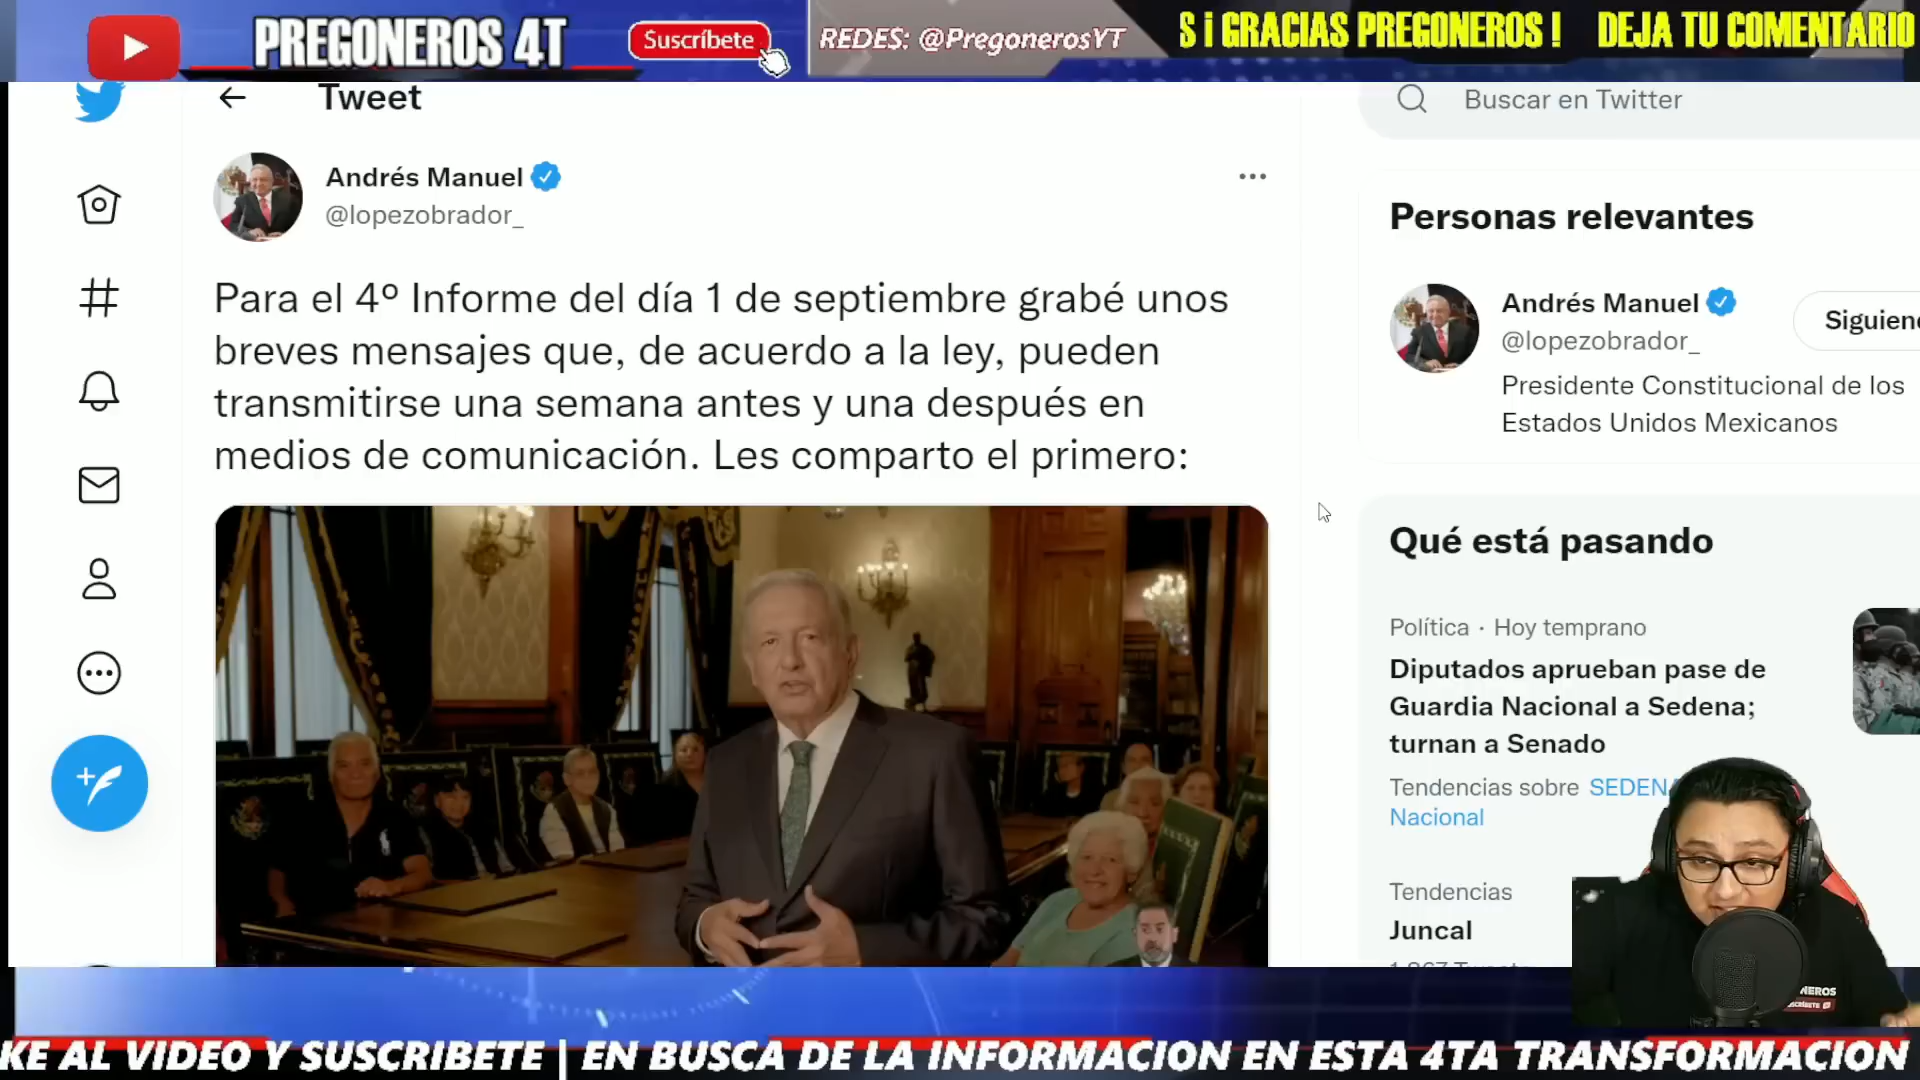 PREGONEROS 4T
Suscríbete
REDES: @PregonerosYT
S ¡ GRACIAS PREGONEROS ! DEJA TU COMENTARIO
Tweet
Buscar en Twitter
Andrés Manuel
@lopezobrador_
Para el 4º Informe del día 1 de septiembre grabé unos
breves mensajes que, de acuerdo a la ley, pueden
transmitirse una semana antes y una después en
medios de comunicación. Les comparto el primero:
Personas relevantes
Andrés Manuel
@lopezobrador_
Siguiend
Presidente Constitucional de los
Estados Unidos Mexicanos
Qué está pasando
Política · Hoy temprano
Diputados aprueban pase de
Guardia Nacional a Sedena;
turnan a Senado
Tendencias sobre SEDENA
Nacional
Tendencias
Juncal
KE AL VIDEO Y SUSCRIBETE | EN BUSCA DE LA INFORMACION EN ESTA 4TA TRANSFORMACION